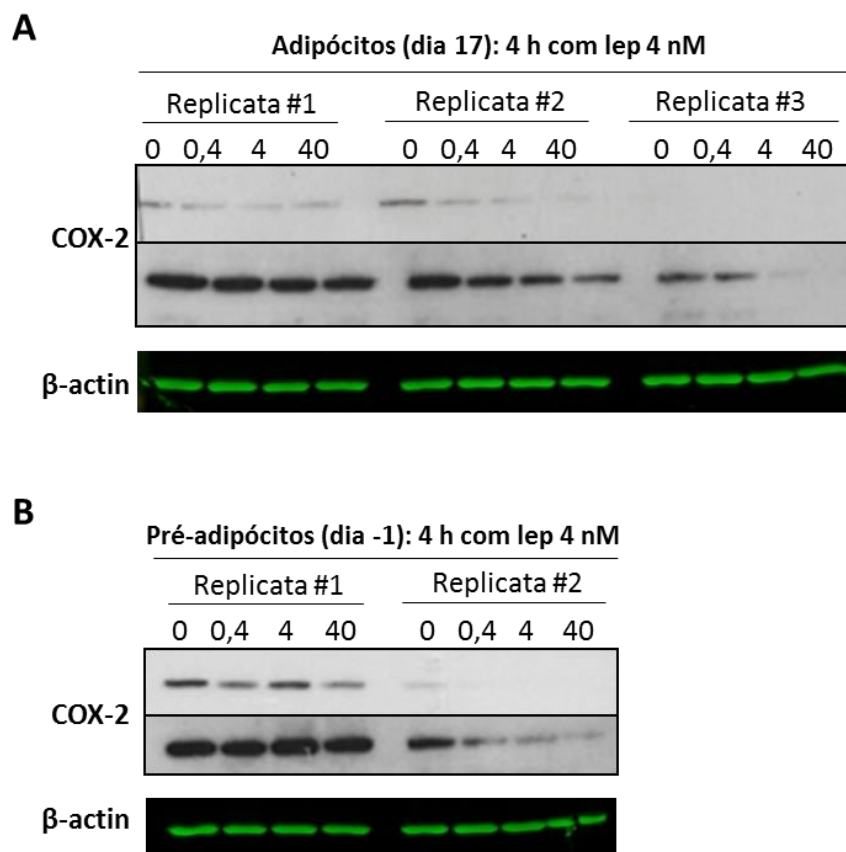 A
Adipócitos (dia 17): 4 h com lep 4 nM
Replicata #1 Replicata #2 Replicata #3
0 0,4 4 40 0 0,4 4 40 0 0,4 4 40
COX-2
β-actin
B
Pré-adipócitos (dia -1): 4 h com lep 4 nM
Replicata #1 Replicata #2
0 0,4 4 40 0 0,4 4 40
COX-2
β-actin